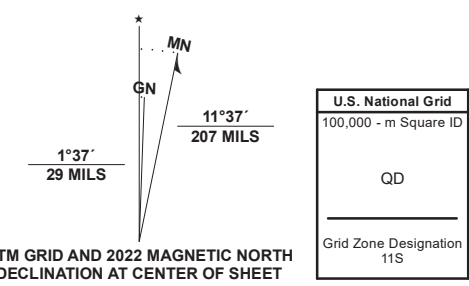 ★
MN
GN
1°37´
29 MILS
11°37´
207 MILS
TM GRID AND 2022 MAGNETIC NORTH
DECLINATION AT CENTER OF SHEET
U.S. National Grid
100,000 - m Square ID
QD
Grid Zone Designation
11S